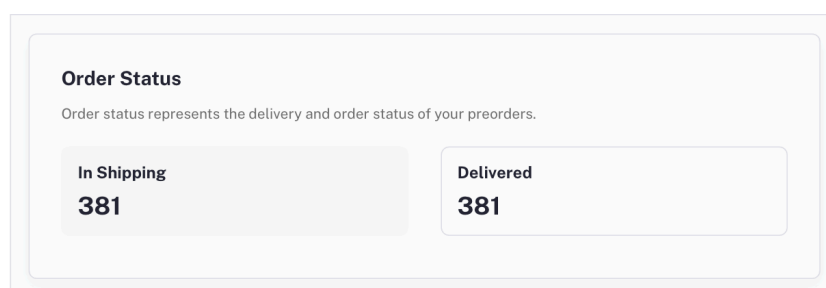 Order Status
Order status represents the delivery and order status of your preorders.
In Shipping
381
Delivered
381